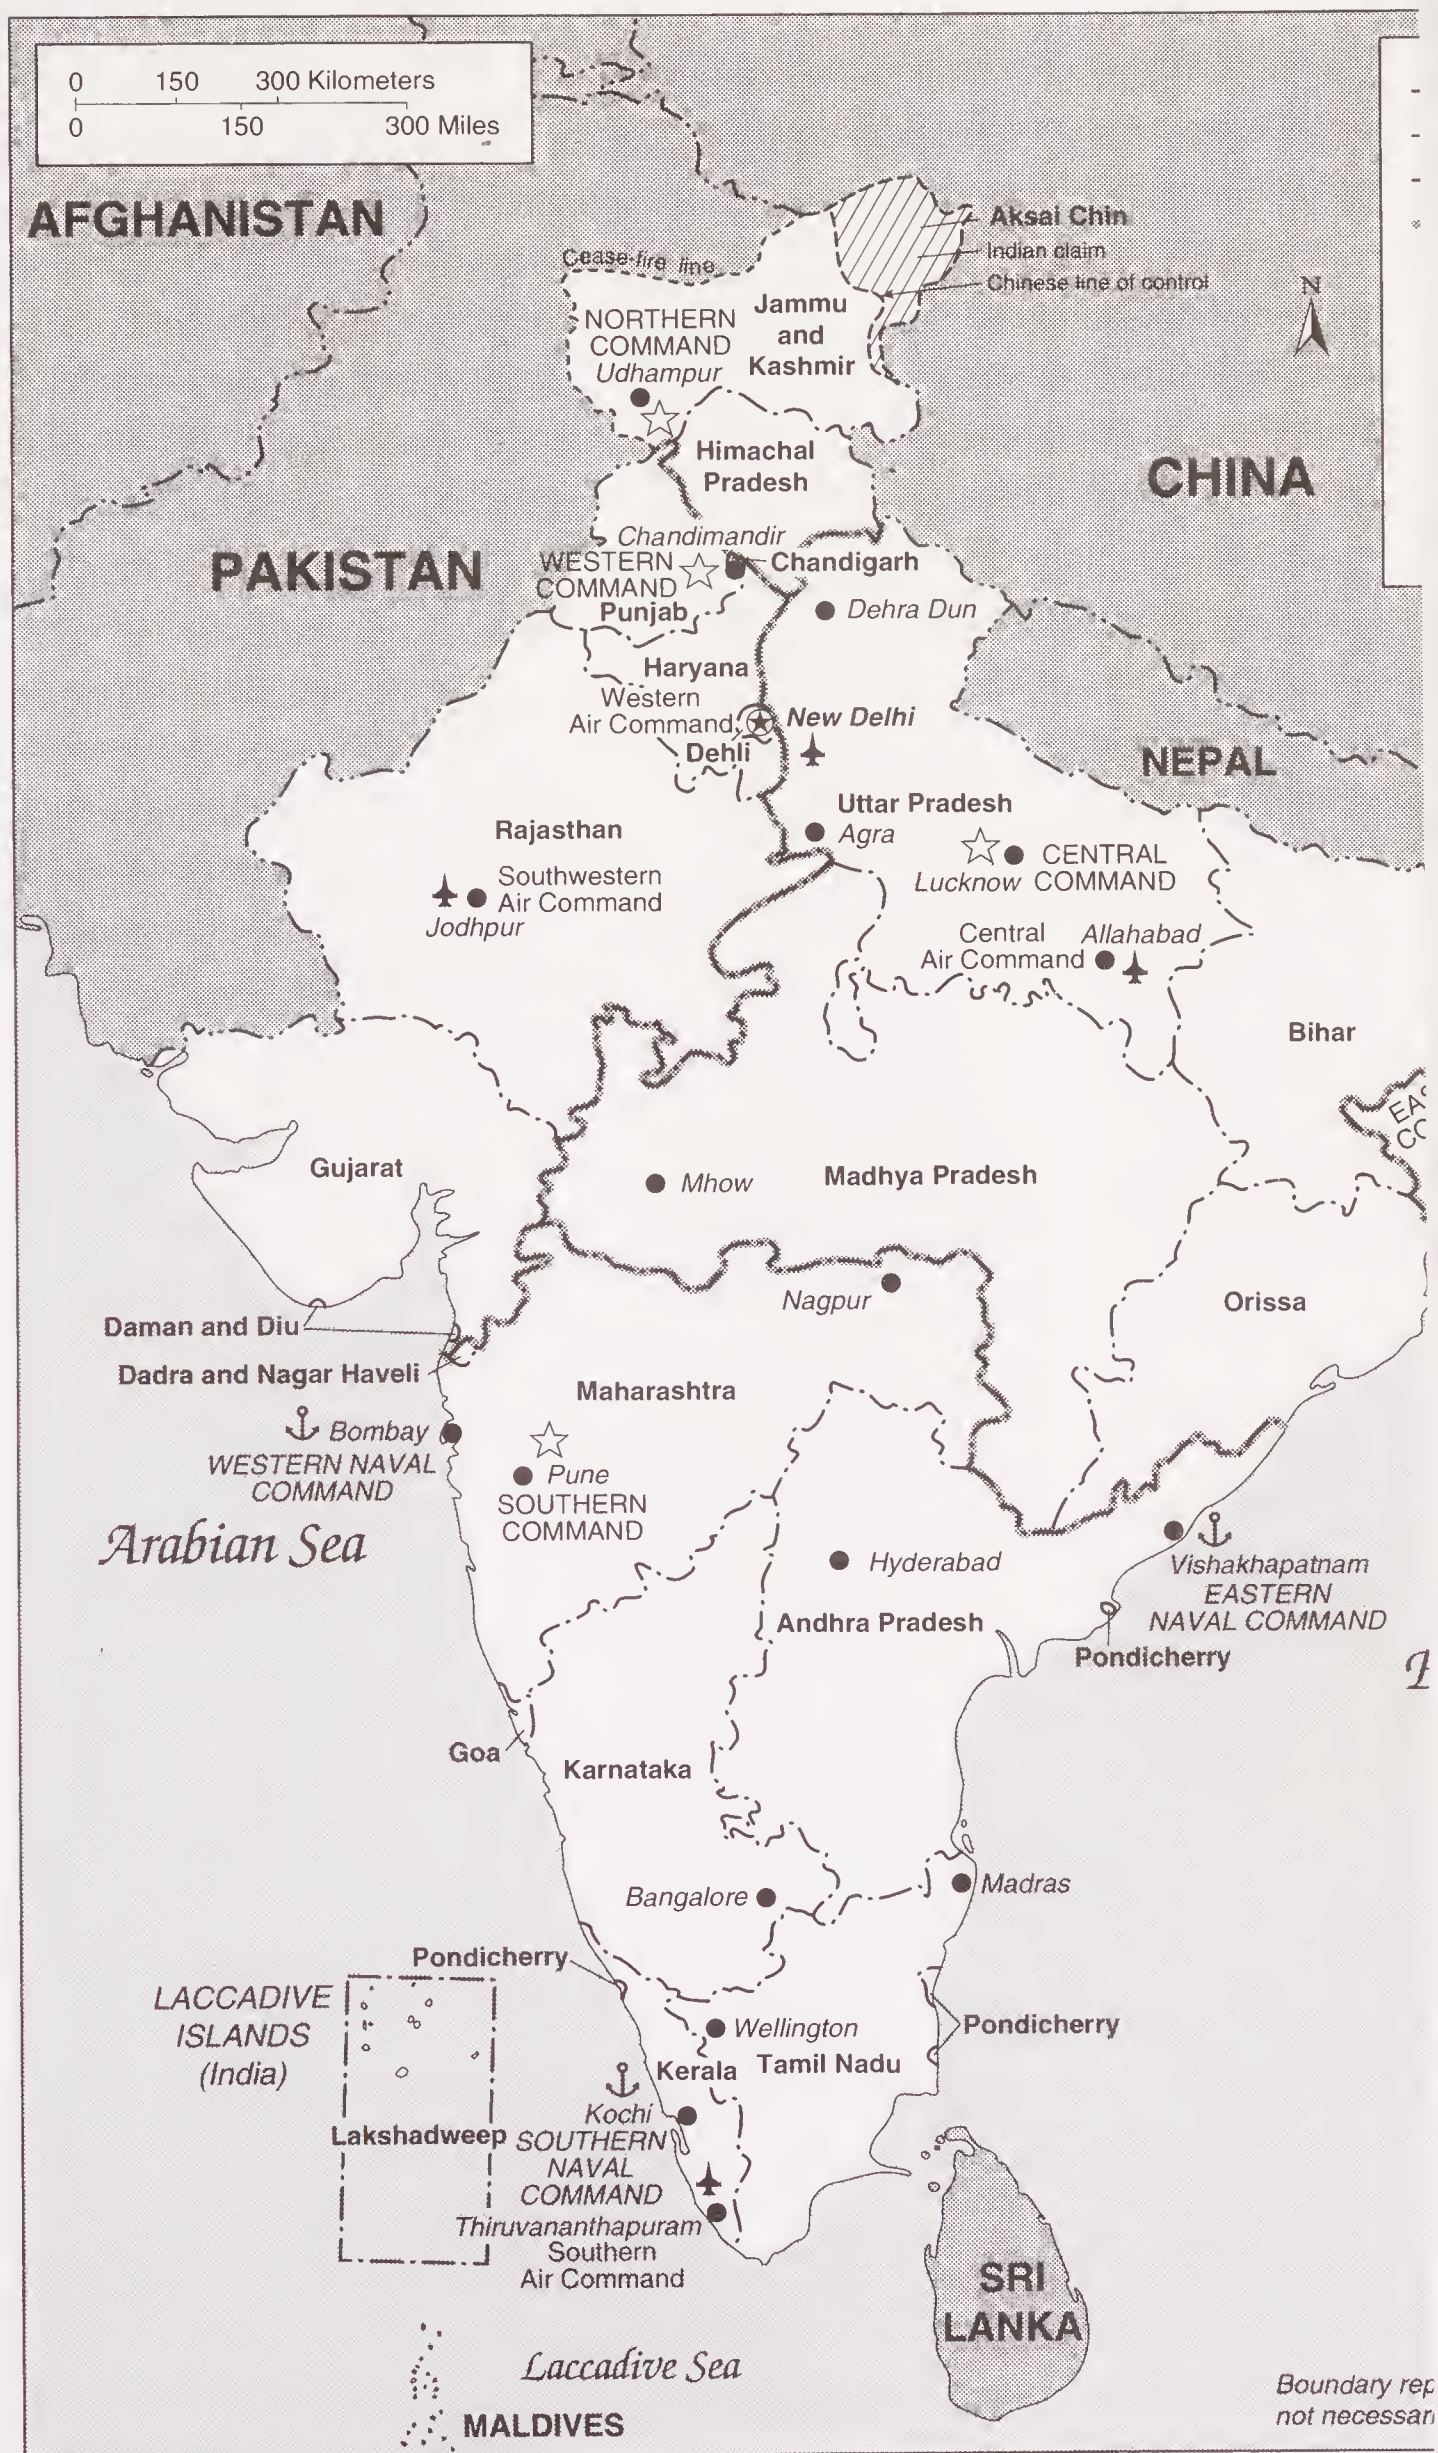 0 150 300 Kilometers
0 150 300 Miles
AFGHANISTAN
Aksai Chin
Indian claim
Chinese line of control
Cease-fire line
N
Jammu
and
Kashmir
NORTHERN
COMMAND
Udhampur
Himachal
Pradesh
CHINA
PAKISTAN
Chandimandir
WESTERN
COMMAND
Chandigarh
Punjab
Dehra Dun
Haryana
Western
Air Command
New Delhi
Dehli
NEPAL
Uttar Pradesh
Rajasthan
Agra
CENTRAL
COMMAND
Lucknow
Southwestern
Air Command
Jodhpur
Central
Air Command
Allahabad
Bihar
EAS
CO
Gujarat
Mhow
Madhya Pradesh
Nagpur
Orissa
Daman and Diu
Dadra and Nagar Haveli
Maharashtra
Bombay
WESTERN NAVAL
COMMAND
Pune
SOUTHERN
COMMAND
Arabian Sea
Hyderabad
Vishakhapatnam
EASTERN
NAVAL COMMAND
Andhra Pradesh
Pondicherry
Goa
Karnataka
Bangalore
Madras
Pondicherry
LACCADIVE
ISLANDS
(India)
Wellington
Pondicherry
Kerala
Tamil Nadu
Kochi
Lakshadweep
SOUTHERN
NAVAL
COMMAND
Thiruvananthapuram
Southern
Air Command
SRI
LANKA
Laccadive Sea
MALDIVES
Boundary rep
not necessari